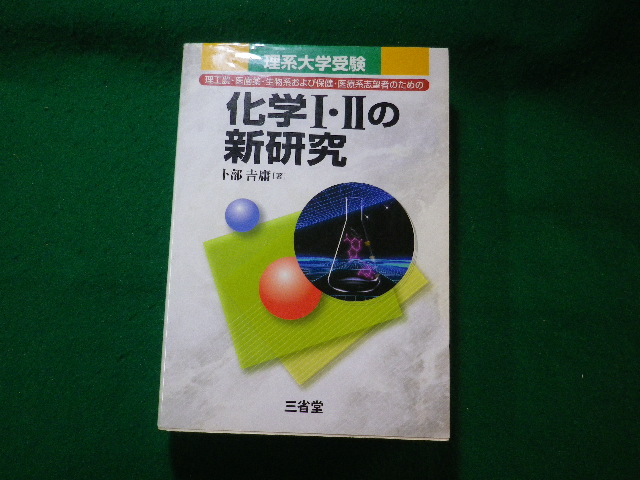 理系大学受験
理工農・医歯薬・生物系および保健・医療系志望者のための
化学Ⅰ・Ⅱの
新研究
卜部 吉庸 [著]
三省堂